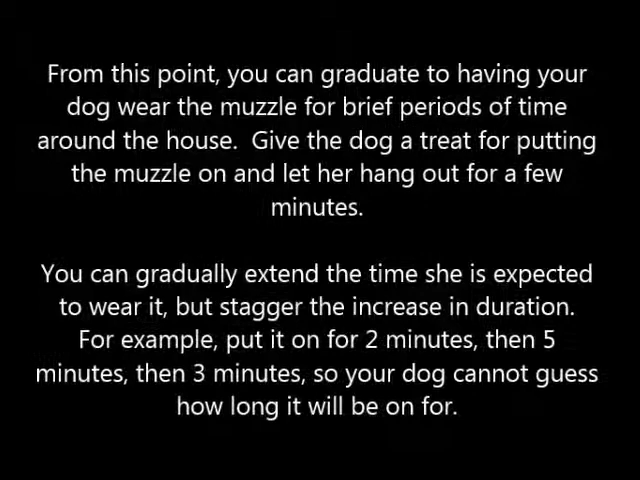 From this point, you can graduate to having your
dog wear the muzzle for brief periods of time
around the house.  Give the dog a treat for putting
the muzzle on and let her hang out for a few
minutes.
You can gradually extend the time she is expected
to wear it, but stagger the increase in duration.
For example, put it on for 2 minutes, then 5
minutes, then 3 minutes, so your dog cannot guess
how long it will be on for.